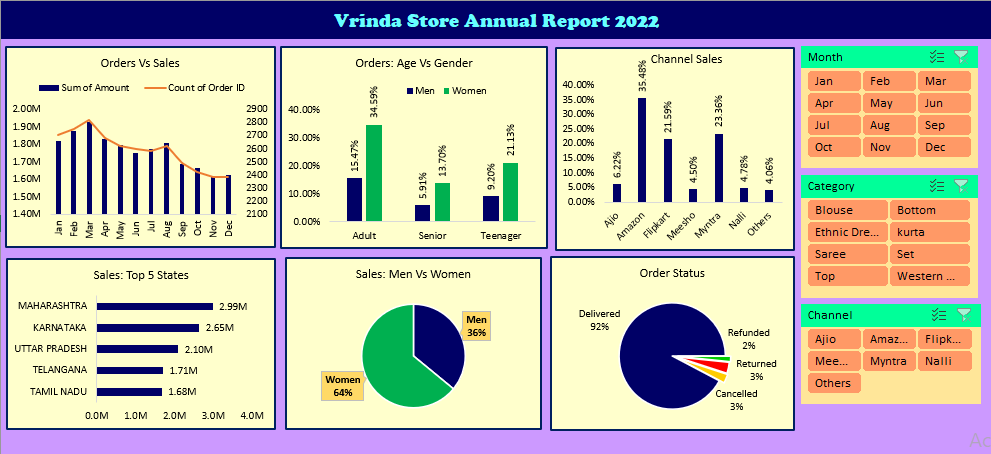 Vrinda Store Annual Report 2022
Orders Vs Sales
Sum of Amount Count of Order ID
2.00M 2900
1.90M 2800
1.80M 2700
2600
1.70M 2500
1.60M 2400
2300
1.50M 2200
1.40M 2100
Jan Feb Mar Apr May Jun Jul Aug Sep Oct Nov Dec
Orders: Age Vs Gender
Men Women
40.00%
30.00%
20.00%
10.00%
0.00%
15.47% 34.59% 5.91% 13.70% 9.20% 21.13%
Adult Senior Teenager
Channel Sales
40.00%
35.00%
30.00%
25.00%
20.00%
15.00%
10.00%
5.00%
0.00%
6.22% 35.48% 21.59% 4.50% 23.36% 4.78% 4.06%
Ajio Amazon Flipkart Meesho Myntra Nalli Others
Month
Jan Feb Mar
Apr May Jun
Jul Aug Sep
Oct Nov Dec
Category
Blouse Bottom
Ethnic Dre... kurta
Saree Set
Top Western ...
Channel
Ajio Amaz... Flipk...
Mee... Myntra Nalli
Others
Sales: Top 5 States
MAHARASHTRA 2.99M
KARNATAKA 2.65M
UTTAR PRADESH 2.10M
TELANGANA 1.71M
TAMIL NADU 1.68M
0.0M 1.0M 2.0M 3.0M 4.0M
Sales: Men Vs Women
Men
36%
Women
64%
Order Status
Delivered
92%
Refunded
2%
Returned
3%
Cancelled
3%